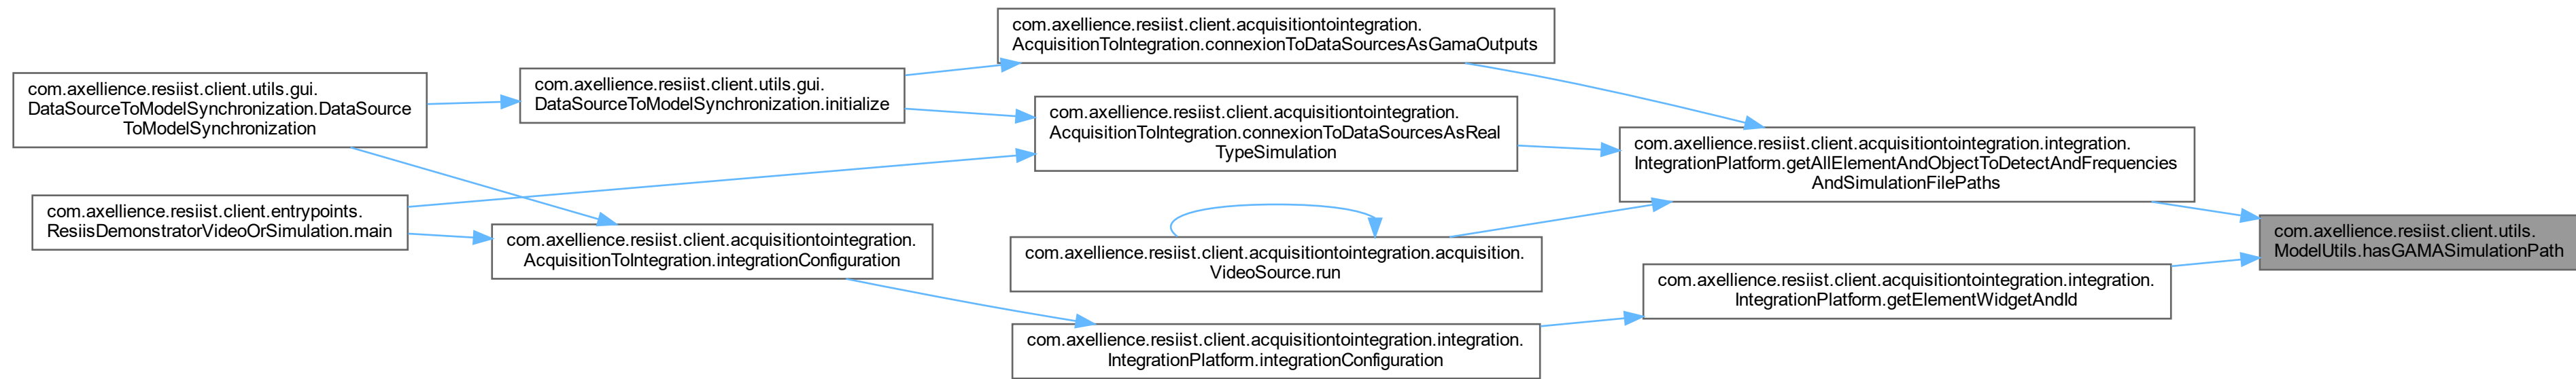 com.axellience.resiist.client.utils.gui.
DataSourceToModelSynchronization.DataSource
ToModelSynchronization
com.axellience.resiist.client.entrypoints.
ResiisDemonstratorVideoOrSimulation.main
com.axellience.resiist.client.utils.gui.
DataSourceToModelSynchronization.initialize
com.axellience.resiist.client.acquisitiontointegration.
AcquisitionToIntegration.integrationConfiguration
com.axellience.resiist.client.acquisitiontointegration.
AcquisitionToIntegration.connexionToDataSourcesAsGamaOutputs
com.axellience.resiist.client.acquisitiontointegration.
AcquisitionToIntegration.connexionToDataSourcesAsReal
TypeSimulation
com.axellience.resiist.client.acquisitiontointegration.acquisition.
VideoSource.run
com.axellience.resiist.client.acquisitiontointegration.integration.
IntegrationPlatform.integrationConfiguration
com.axellience.resiist.client.acquisitiontointegration.integration.
IntegrationPlatform.getAllElementAndObjectToDetectAndFrequencies
AndSimulationFilePaths
com.axellience.resiist.client.acquisitiontointegration.integration.
IntegrationPlatform.getElementWidgetAndId
com.axellience.resiist.client.utils.
ModelUtils.hasGAMASimulationPath